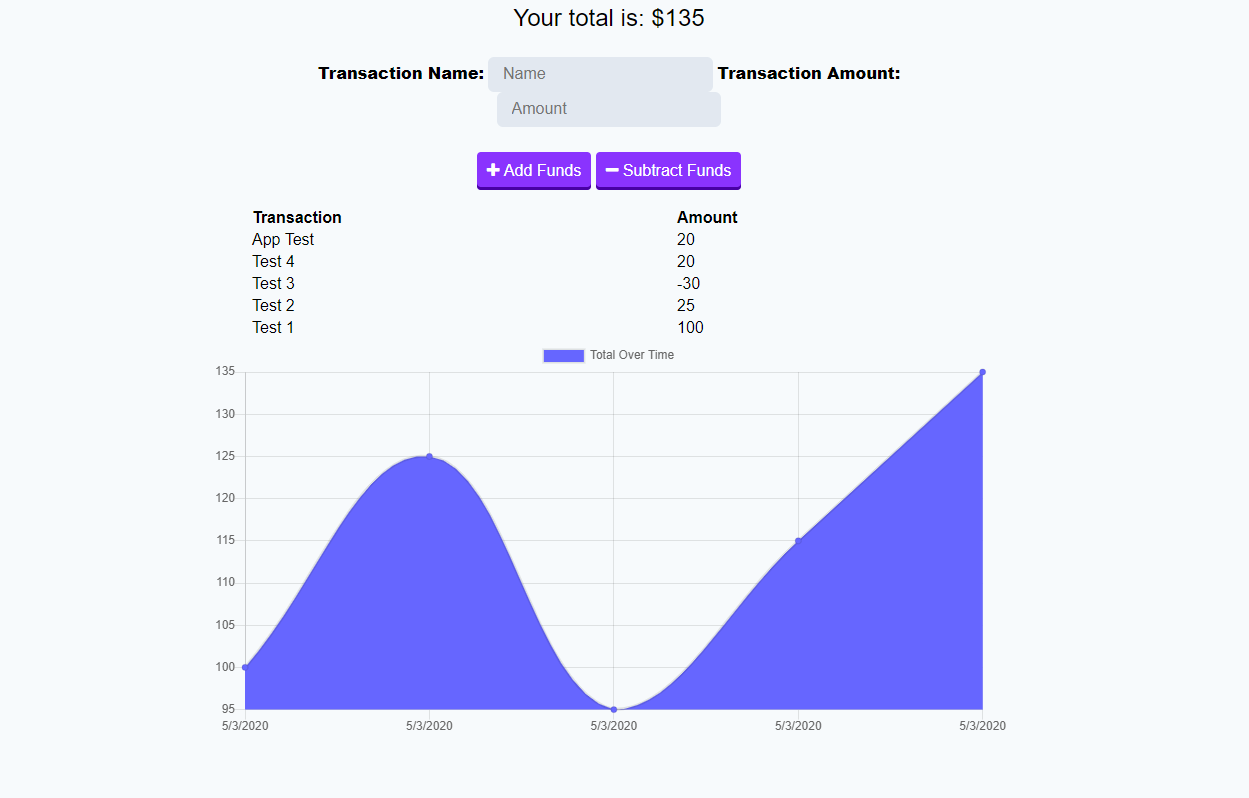 Your total is: $135
Transaction Name: Name Transaction Amount:
Amount
Add Funds Subtract Funds
Transaction Amount
App Test 20
Test 4 20
Test 3 -30
Test 2 25
Test 1 100
Total Over Time
135
130
125
120
115
110
105
100
95
5/3/2020 5/3/2020 5/3/2020 5/3/2020 5/3/2020